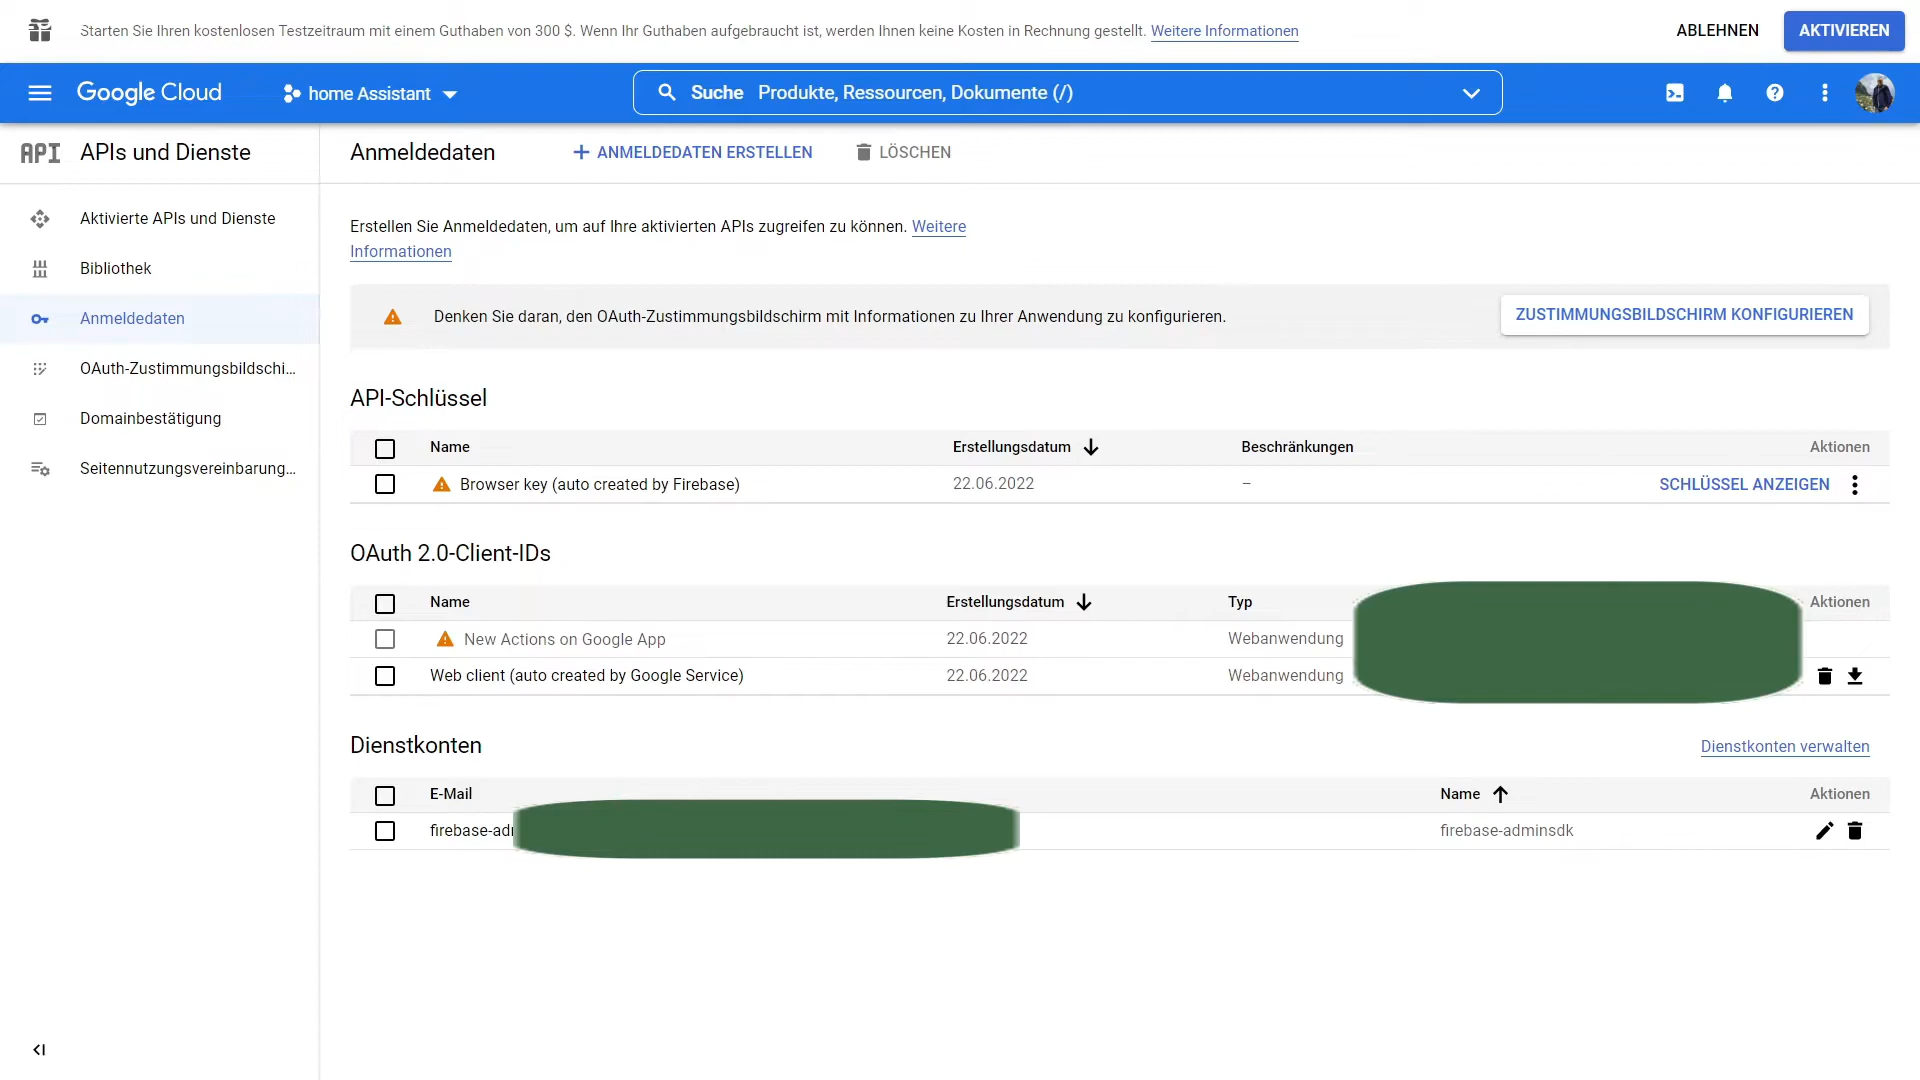 Starten Sie Ihren kostenlosen Testzeitraum mit einem Guthaben von 300 $. Wenn Ihr Guthaben aufgebraucht ist, werden Ihnen keine Kosten in Rechnung gestellt. Weitere Informationen
ABLEHNEN
AKTIVIEREN
Google Cloud
home Assistant
Suche Produkte, Ressourcen, Dokumente (/)
API APIs und Dienste
Anmeldedaten
+ ANMELDEDATEN ERSTELLEN
LÖSCHEN
Aktivierte APIs und Dienste
Bibliothek
Anmeldedaten
OAuth-Zustimmungsbildschi...
Domainbestätigung
Seitennutzungsvereinbarung...
Erstellen Sie Anmeldedaten, um auf Ihre aktivierten APIs zugreifen zu können. Weitere
Informationen
Denken Sie daran, den OAuth-Zustimmungsbildschirm mit Informationen zu Ihrer Anwendung zu konfigurieren.
ZUSTIMMUNGSBILDSCHIRM KONFIGURIEREN
API-Schlüssel
Name Erstellungsdatum Beschränkungen Aktionen
Browser key (auto created by Firebase) 22.06.2022 – SCHLÜSSEL ANZEIGEN
OAuth 2.0-Client-IDs
Name Erstellungsdatum Typ Aktionen
New Actions on Google App 22.06.2022 Webanwendung
Web client (auto created by Google Service) 22.06.2022 Webanwendung
Dienstkonten
Dienstkonten verwalten
E-Mail Name Aktionen
firebase-adm firebase-adminsdk